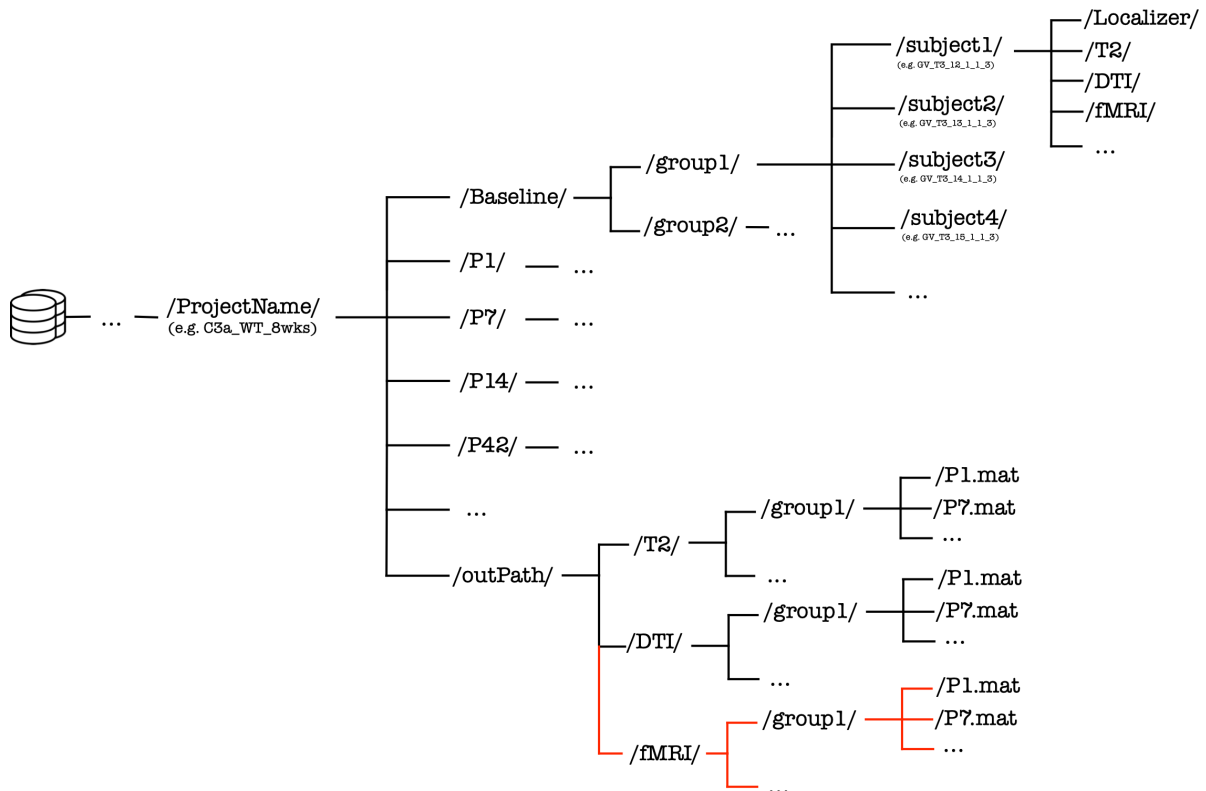 /Localizer/
/subject1/
(e.g. GV_T3_12_1_1_3)
/T2/
/DTI/
/subject2/
(e.g. GV_T3_13_1_1_3)
/fMRI/
...
/group1/
/subject3/
(e.g. GV_T3_14_1_1_3)
/Baseline/
/group2/
...
/subject4/
(e.g. GV_T3_15_1_1_3)
/P1/
...
...
...
/ProjectName/
(e.g. C3a_WT_8wks)
/P7/
...
/P14/
...
/P42/
...
/P1.mat
...
/group1/
/P7.mat
...
/T2/
/outPath/
...
/P1.mat
/group1/
/P7.mat
/DTI/
...
...
/P1.mat
/group1/
/P7.mat
...
/fMRI/
...